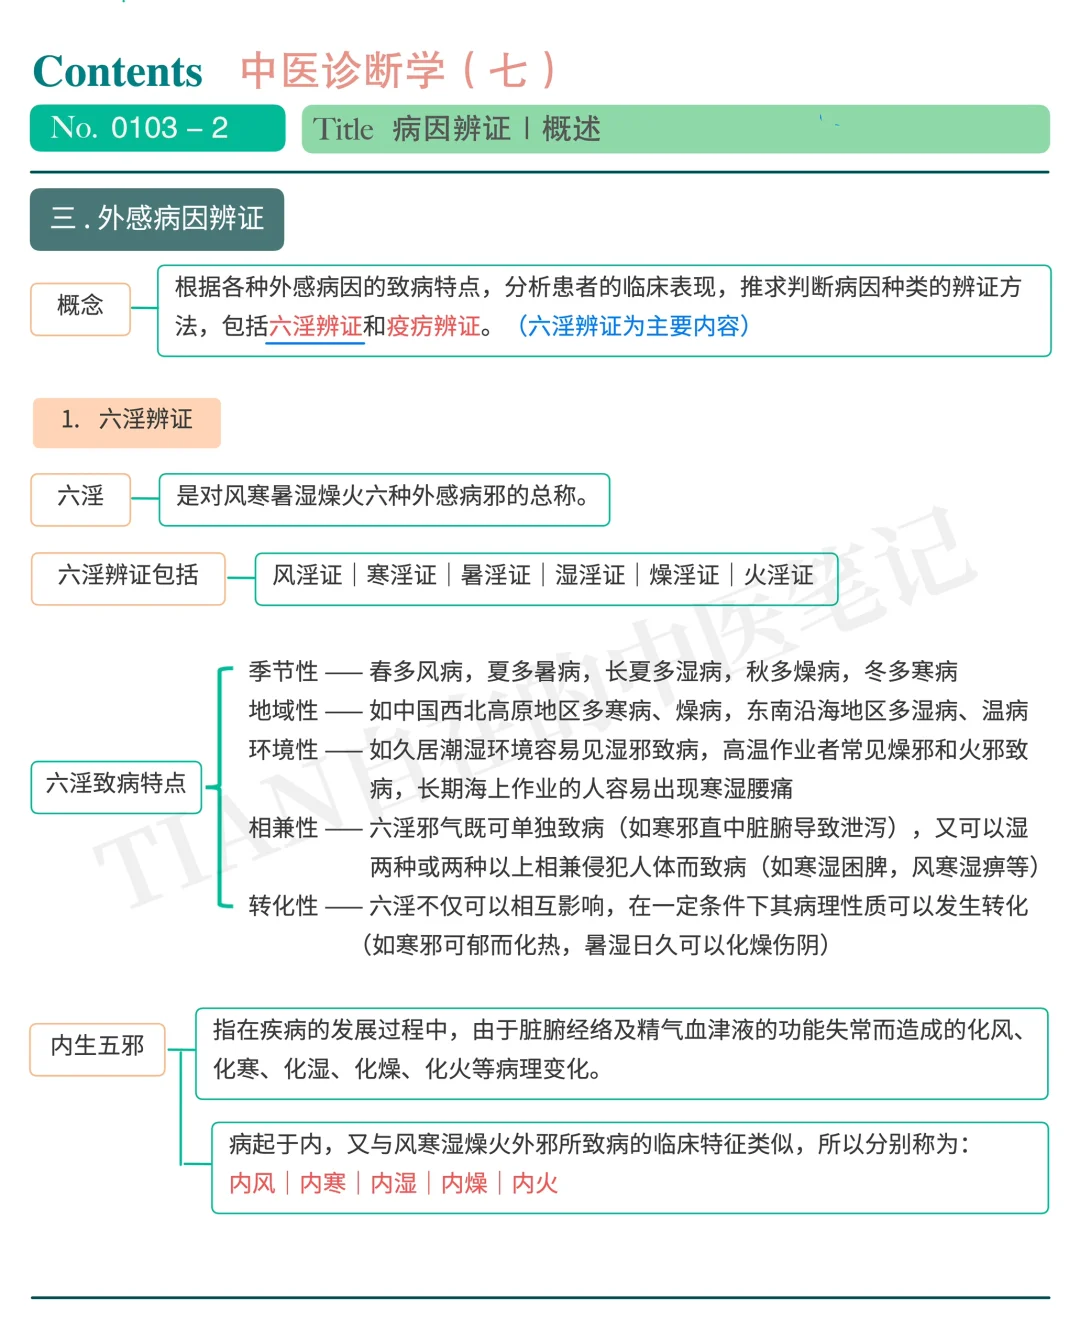 Contents 中医诊断学（七）
No. 0103 – 2 Title 病因辨证 | 概述
三 . 外感病因辨证
概念
根据各种外感病因的致病特点，分析患者的临床表现，推求判断病因种类的辨证方
法，包括六淫辨证和疫疠辨证。（六淫辨证为主要内容）
1. 六淫辨证
六淫
是对风寒暑湿燥火六种外感病邪的总称。
六淫辨证包括
风淫证｜寒淫证｜暑淫证｜湿淫证｜燥淫证｜火淫证
六淫致病特点
季节性 —— 春多风病，夏多暑病，长夏多湿病，秋多燥病，冬多寒病
地域性 —— 如中国西北高原地区多寒病、燥病，东南沿海地区多湿病、温病
环境性 —— 如久居潮湿环境容易见湿邪致病，高温作业者常见燥邪和火邪致
病，长期海上作业的人容易出现寒湿腰痛
相兼性 —— 六淫邪气既可单独致病（如寒邪直中脏腑导致泄泻），又可以湿
两种或两种以上相兼侵犯人体而致病（如寒湿困脾，风寒湿痹等）
转化性 —— 六淫不仅可以相互影响，在一定条件下其病理性质可以发生转化
（如寒邪可郁而化热，暑湿日久可以化燥伤阴）
内生五邪
指在疾病的发展过程中，由于脏腑经络及精气血津液的功能失常而造成的化风、
化寒、化湿、化燥、化火等病理变化。
病起于内，又与风寒湿燥火外邪所致病的临床特征类似，所以分别称为：
内风｜内寒｜内湿｜内燥｜内火
TIAN自在的中医笔记